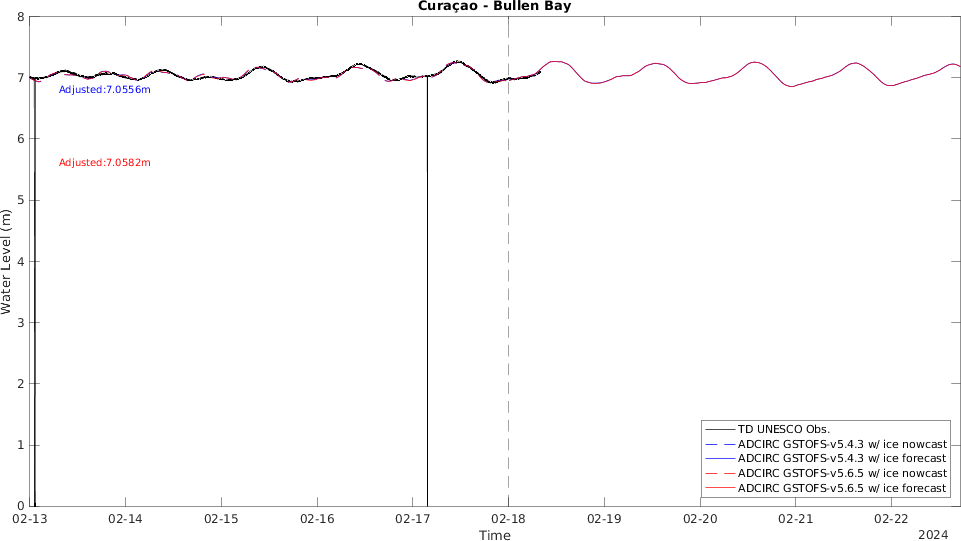 Curaçao - Bullen Bay
8
7
6
5
4
3
2
1
0
Water Level (m)
Adjusted:7.0556m
Adjusted:7.0582m
TD UNESCO Obs.
ADCIRC GSTOFS-v5.4.3 w/ ice nowcast
ADCIRC GSTOFS-v5.4.3 w/ ice forecast
ADCIRC GSTOFS-v5.6.5 w/ ice nowcast
ADCIRC GSTOFS-v5.6.5 w/ ice forecast
02-13 02-14 02-15 02-16 02-17 02-18 02-19 02-20 02-21 02-22
Time
2024